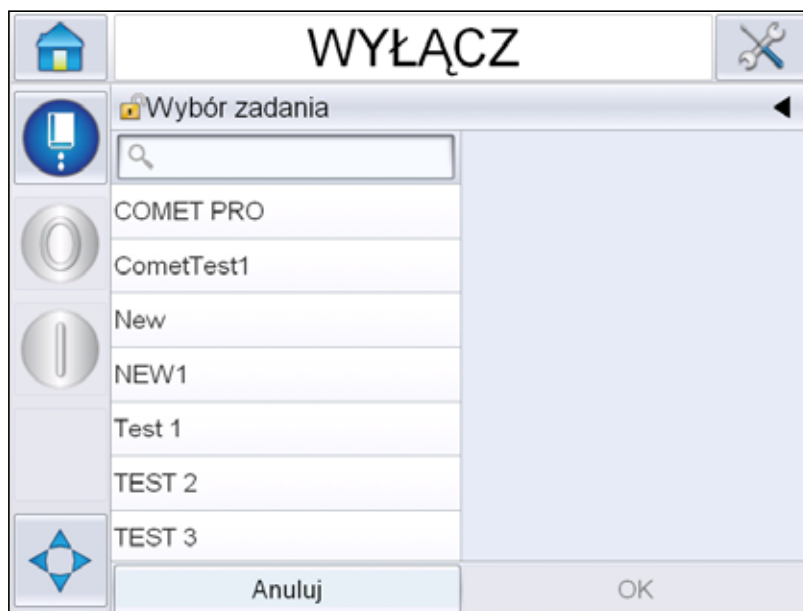 WYŁĄCZ
Wybór zadania
COMET PRO
CometTest1
New
NEW1
Test 1
TEST 2
TEST 3
Anuluj
OK